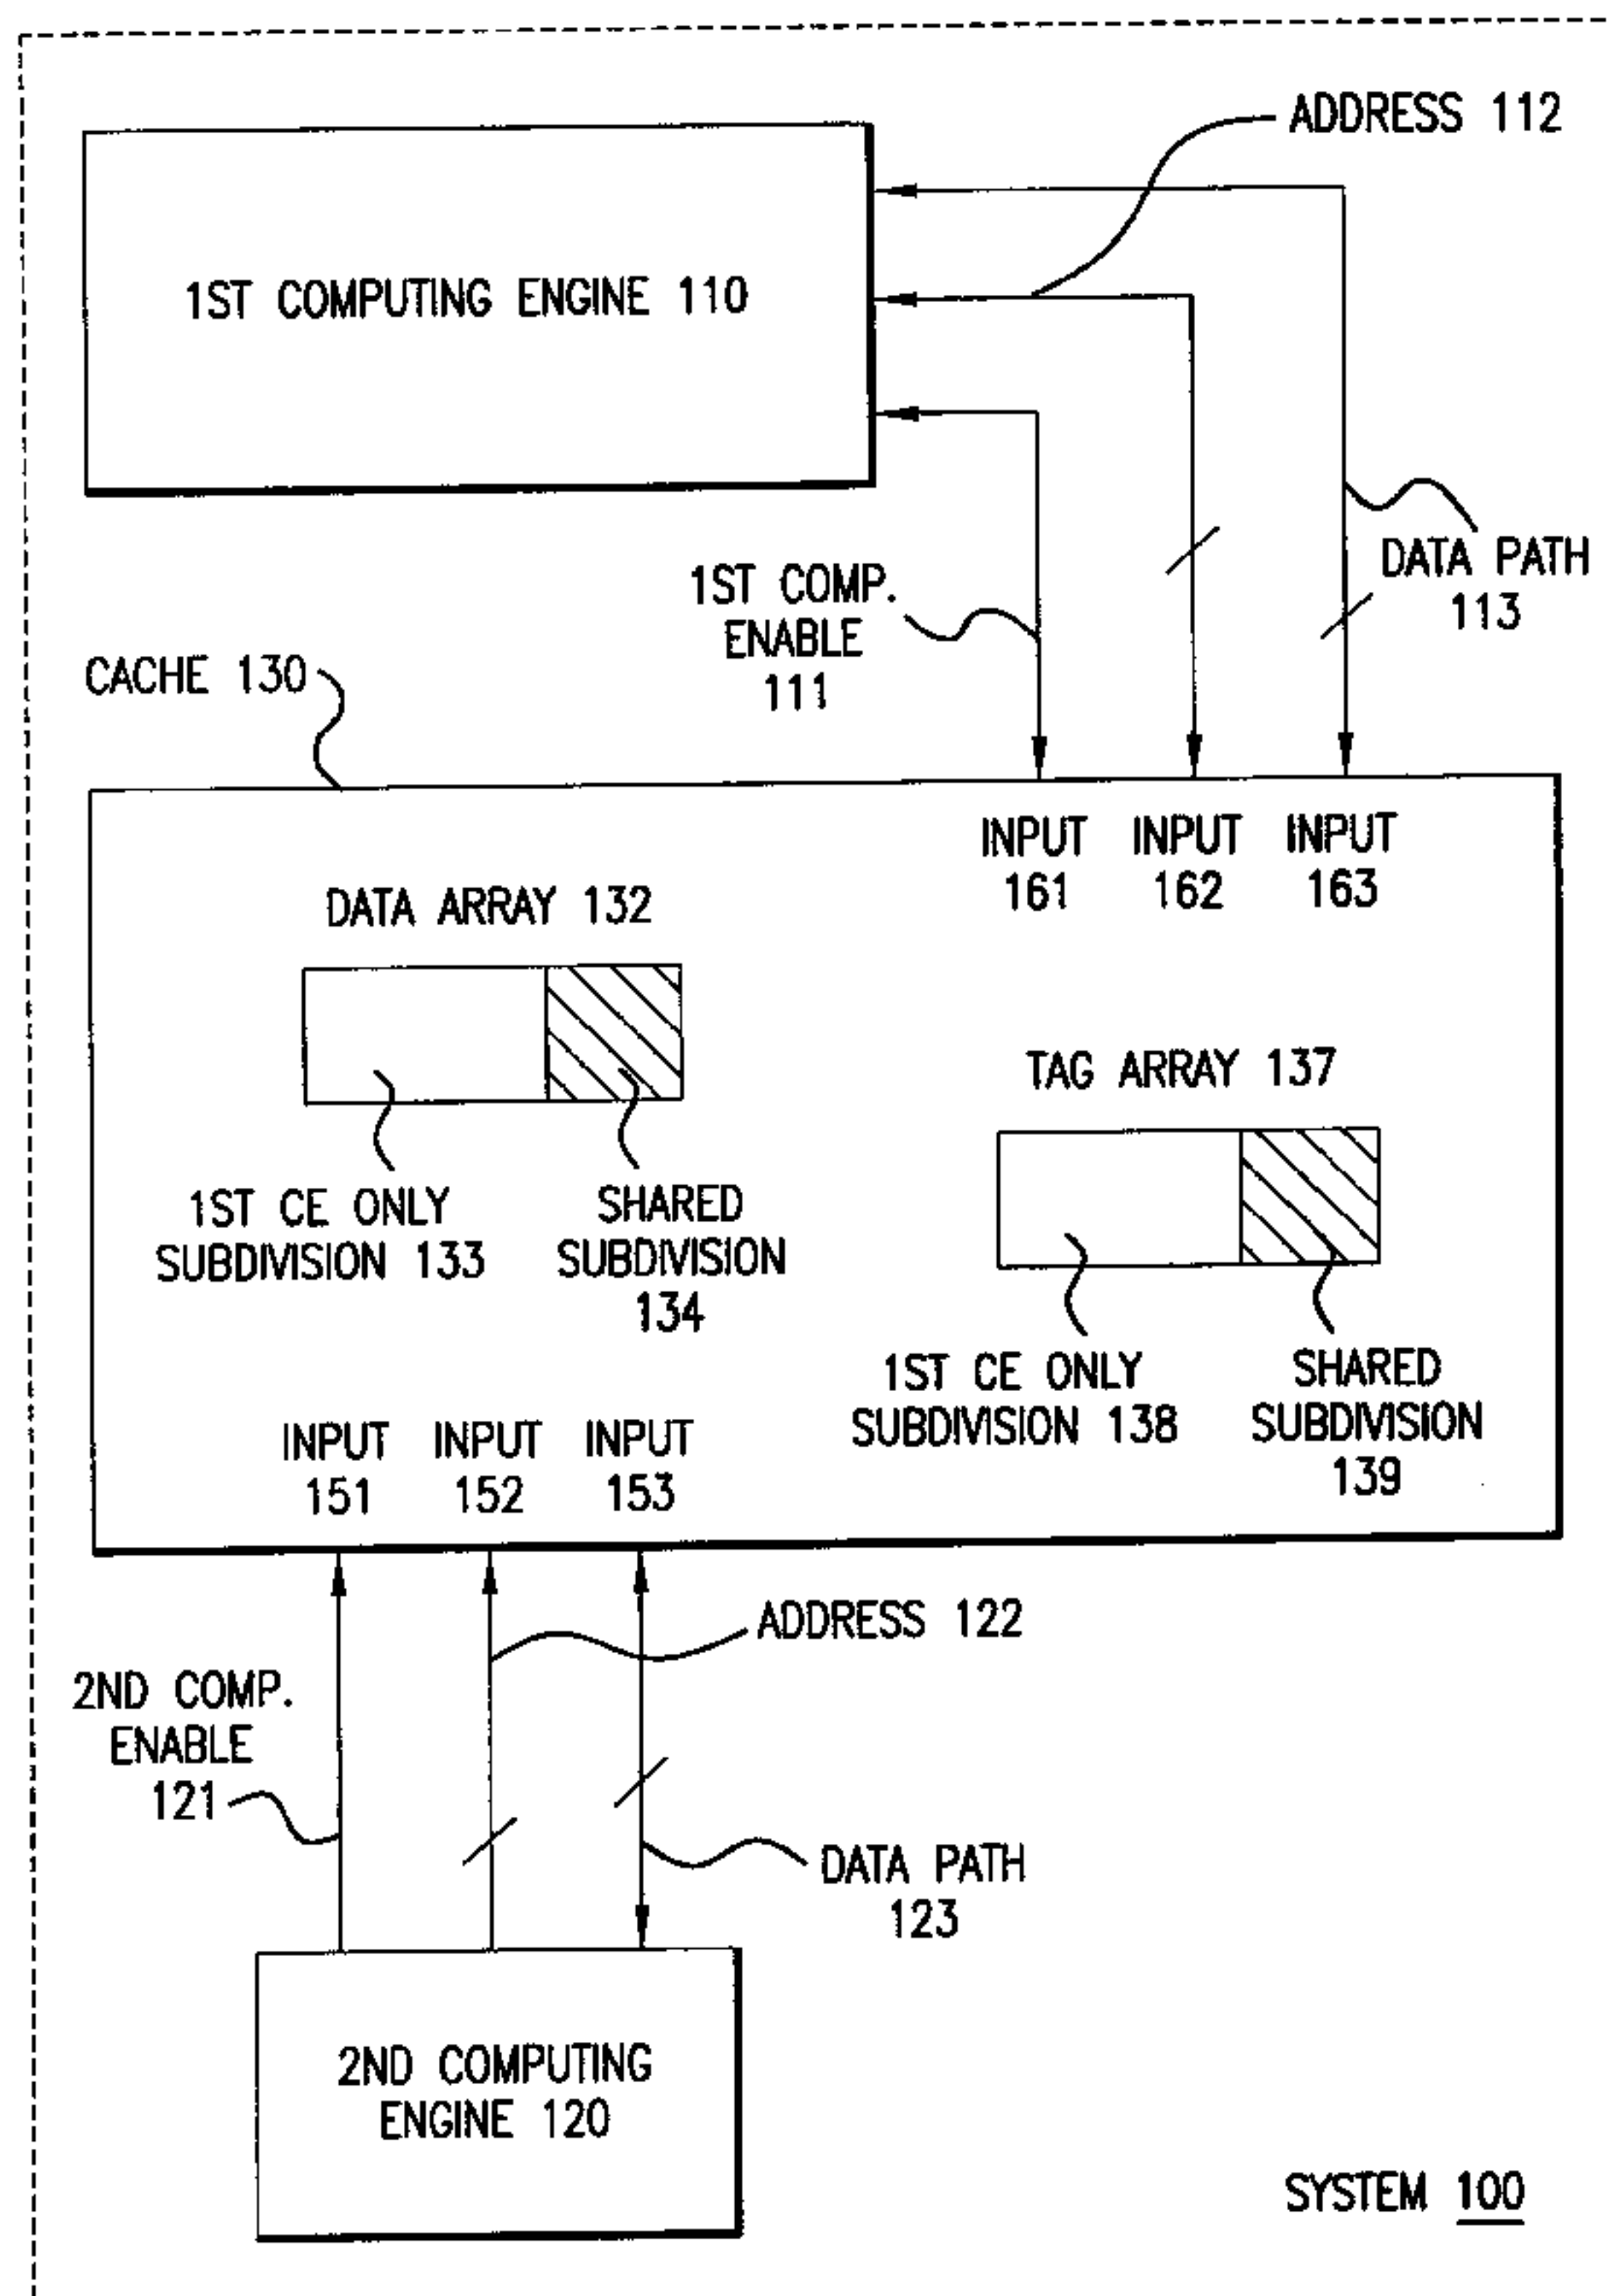 ADDRESS 112
1ST COMPUTING ENGINE 110
DATA PATH
113
1ST COMP.
ENABLE
111
CACHE 130
INPUT
161
INPUT
162
INPUT
163
DATA ARRAY 132
TAG ARRAY 137
1ST CE ONLY
SUBDIVISION 133
SHARED
SUBDIVISION
134
1ST CE ONLY
SUBDIVISION 138
SHARED
SUBDIVISION
139
INPUT
151
INPUT
152
INPUT
153
ADDRESS 122
2ND COMP.
ENABLE
121
DATA PATH
123
2ND COMPUTING
ENGINE 120
SYSTEM 100